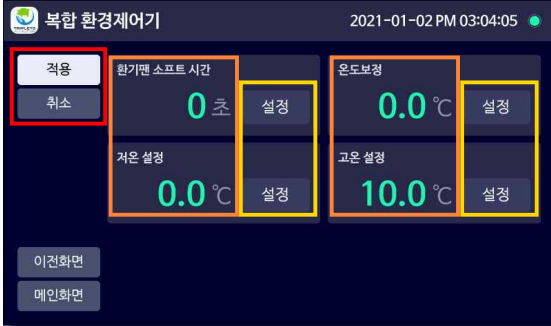 복합 환경제어기
2021-01-02 PM 03:04:05
적용
취소
환기팬 소프트 시간
0 초
설정
온도보정
0.0 ℃
설정
저온 설정
0.0 ℃
설정
고온 설정
10.0 ℃
설정
이전화면
메인화면